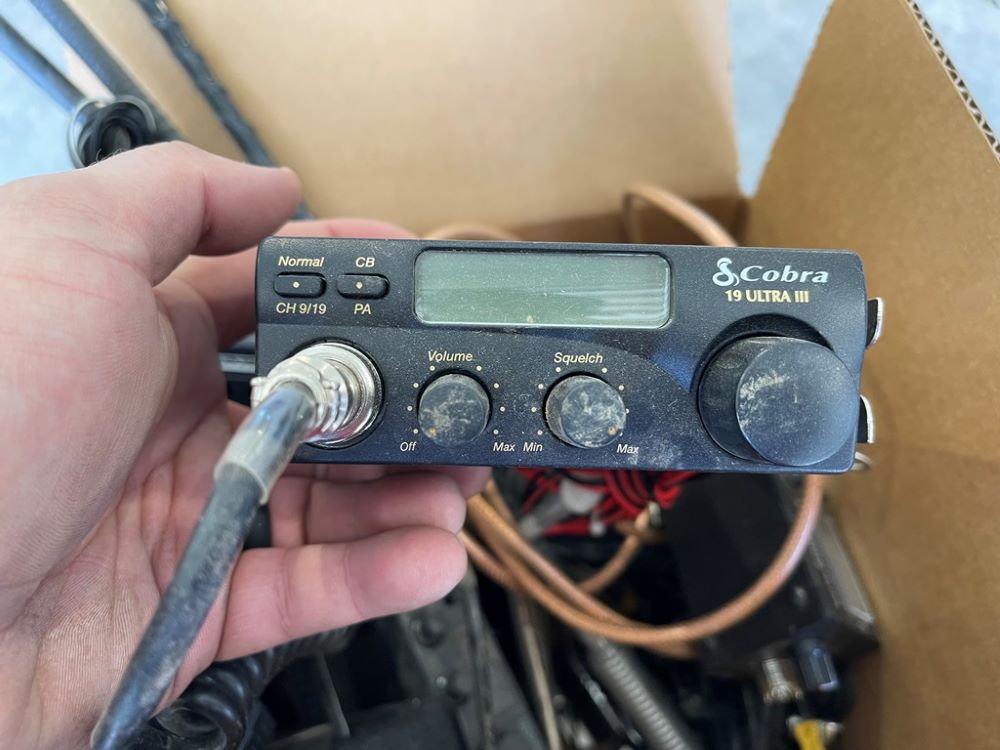 Normal
CB
CH 9/19
PA
Cobra
19 ULTRA III
Volume
Squelch
Off
Max
Min
Max